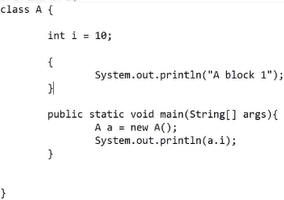 class A {
int i = 10;
{
System.out.println("A block 1");
}
public static void main(String[] args){
A a = new A();
System.out.println(a.i);
}
}